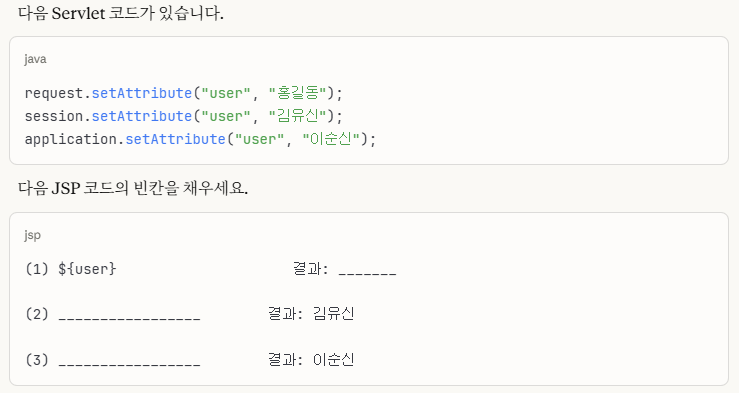 다음 Servlet 코드가 있습니다.
java
request.setAttribute("user", "홍길동");
session.setAttribute("user", "김유신");
application.setAttribute("user", "이순신");
다음 JSP 코드의 빈칸을 채우세요.
jsp
(1) ${user} 결과: _______
(2) _________________ 결과: 김유신
(3) _________________ 결과: 이순신